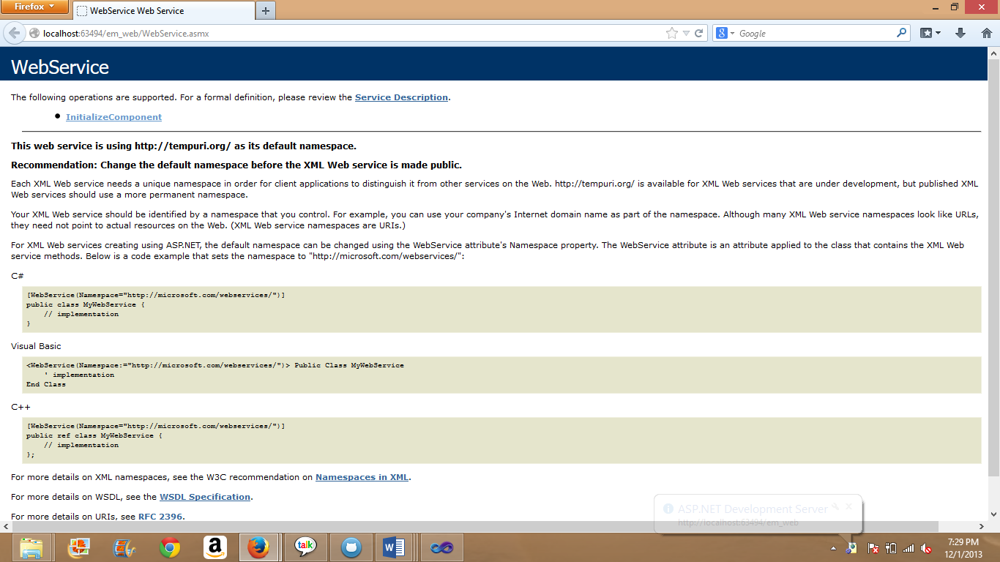 Firefox
WebService Web Service
localhost:63494/em_web/WebService.asmx
Google
WebService
The following operations are supported. For a formal definition, please review the Service Description.
InitializeComponent
This web service is using http://tempuri.org/ as its default namespace.
Recommendation: Change the default namespace before the XML Web service is made public.
Each XML Web service needs a unique namespace in order for client applications to distinguish it from other services on the Web. http://tempuri.org/ is available for XML Web services that are under development, but published XML
Web services should use a more permanent namespace.
Your XML Web service should be identified by a namespace that you control. For example, you can use your company's Internet domain name as part of the namespace. Although many XML Web service namespaces look like URLs,
they need not point to actual resources on the Web. (XML Web service namespaces are URIs.)
For XML Web services creating using ASP.NET, the default namespace can be changed using the WebService attribute's Namespace property. The WebService attribute is an attribute applied to the class that contains the XML Web
service methods. Below is a code example that sets the namespace to "http://microsoft.com/webservices/":
C#
[WebService(Namespace="http://microsoft.com/webservices/")]
public class MyWebService {
// implementation
}
Visual Basic
<WebService(Namespace:="http://microsoft.com/webservices/")> Public Class MyWebService
' implementation
End Class
C++
[WebService(Namespace="http://microsoft.com/webservices/")]
public ref class MyWebService {
// implementation
};
For more details on XML namespaces, see the W3C recommendation on Namespaces in XML.
For more details on WSDL, see the WSDL Specification.
For more details on URIs, see RFC 2396.
ASP.NET Development Server
http://localhost:63494/em_web
talk
7:29 PM
12/1/2013